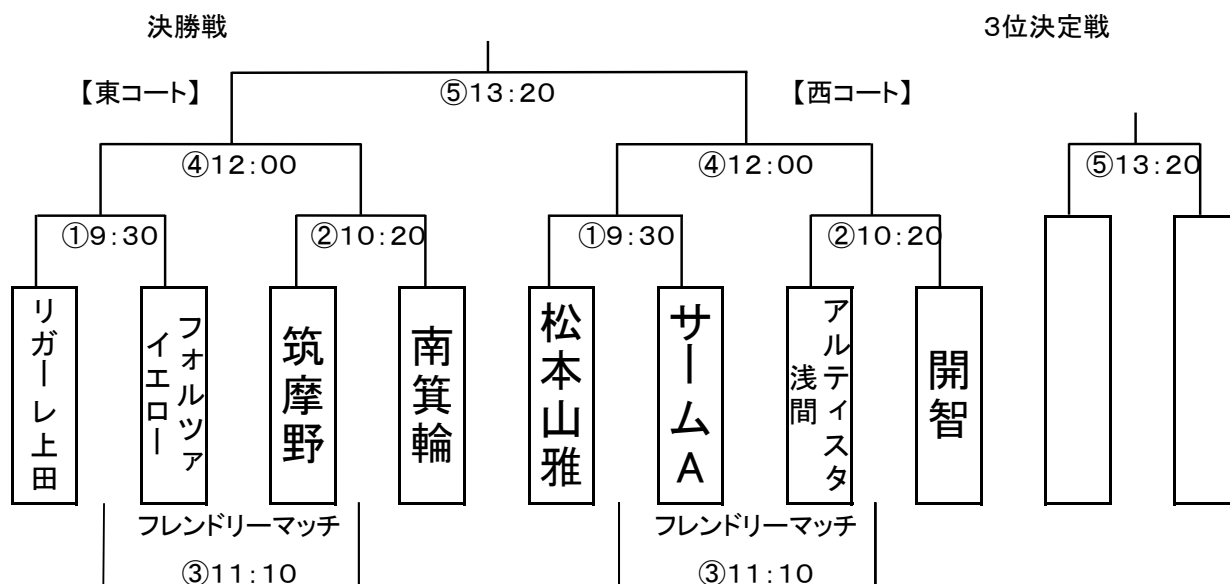 決勝戦
3位決定戦
【東コート】
⑤13:20
【西コート】
④12:00
④12:00
⑤13:20
①9:30
②10:20
①9:30
②10:20
リガーレ上田
フォルツァ
イエロー
筑摩野
南箕輪
松本山雅
サームA
アルティスタ
浅間
開智
フレンドリーマッチ
フレンドリーマッチ
③11:10
③11:10